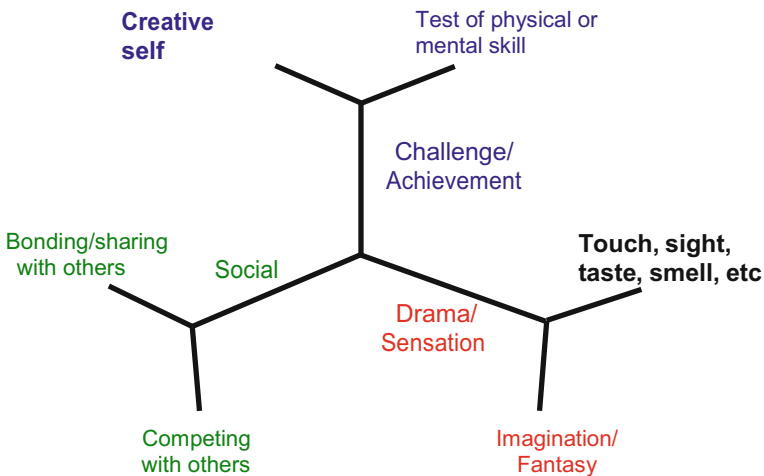 Creative
self
Test of physical or
mental skill
Challenge/
Achievement
Bonding/sharing
with others
Social
Touch, sight,
taste, smell, etc
Drama/
Sensation
Competing
with others
Imagination/
Fantasy